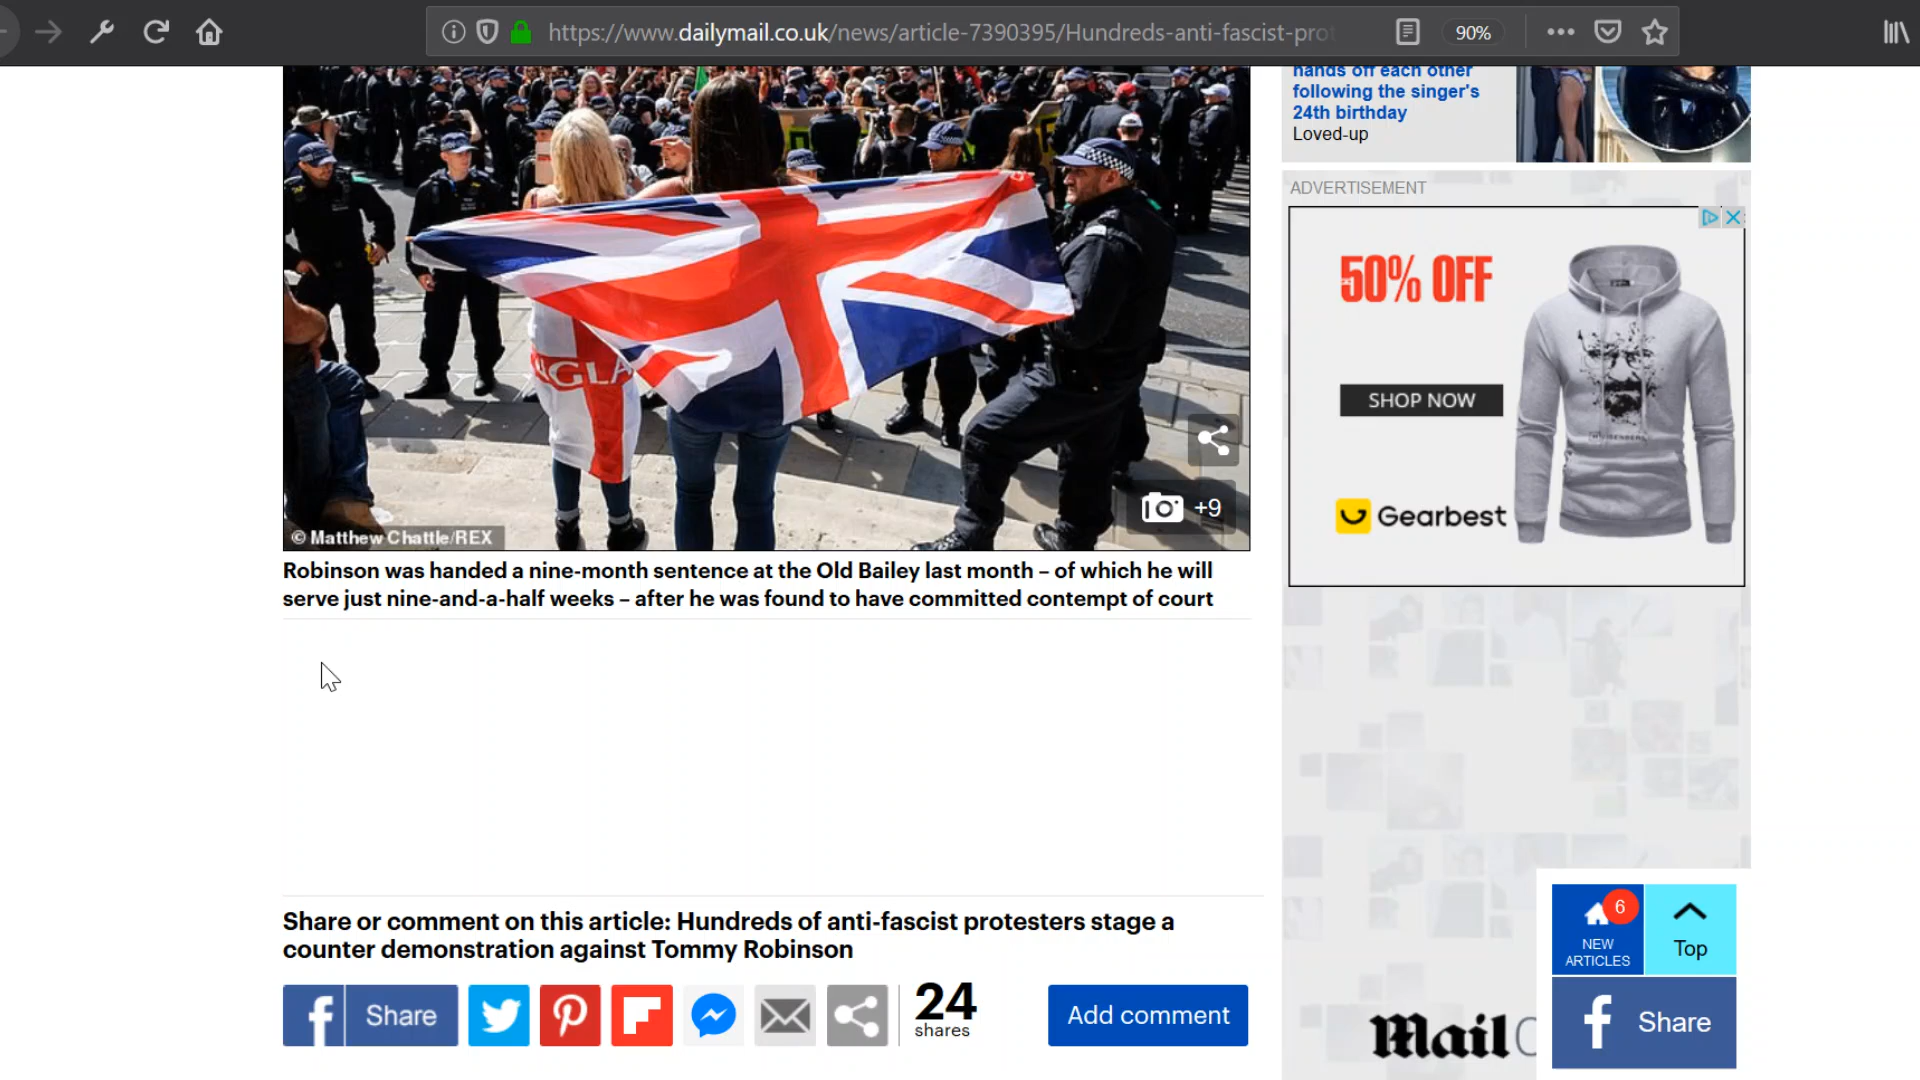 https://www.dailymail.co.uk/news/article-7390395/Hundreds-anti-fascist-prot
90%
hands off each other
following the singer's
24th birthday
Loved-up
ADVERTISEMENT
50% OFF
SHOP NOW
Gearbest
+9
© Matthew Chattle/REX
Robinson was handed a nine-month sentence at the Old Bailey last month – of which he will
serve just nine-and-a-half weeks – after he was found to have committed contempt of court
Share or comment on this article: Hundreds of anti-fascist protesters stage a
counter demonstration against Tommy Robinson
Share
24
shares
Add comment
6
NEW
ARTICLES
Top
Share
Mail